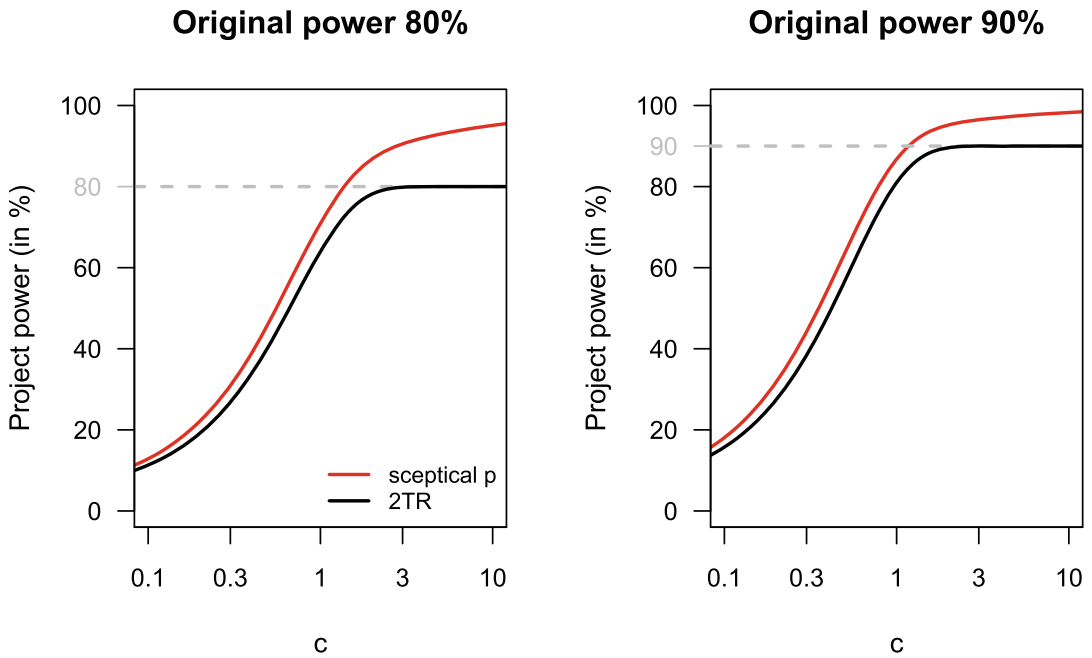 Original power 80%
Project power (in %)
100
80
60
40
20
0
sceptical p
2TR
0.1 0.3 1 3 10
c
Original power 90%
Project power (in %)
100
90
80
60
40
20
0
0.1 0.3 1 3 10
c